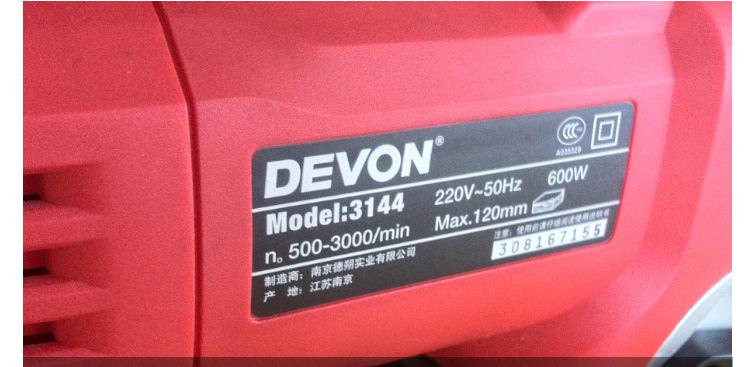 DEVON®
Model:3144
220V~50Hz 600W
n。 500-3000/min
Max.120mm
制造商：南京德朔实业有限公司
产 地：江苏南京
A035329
注意：使用前请仔细阅读使用说明书
308167155